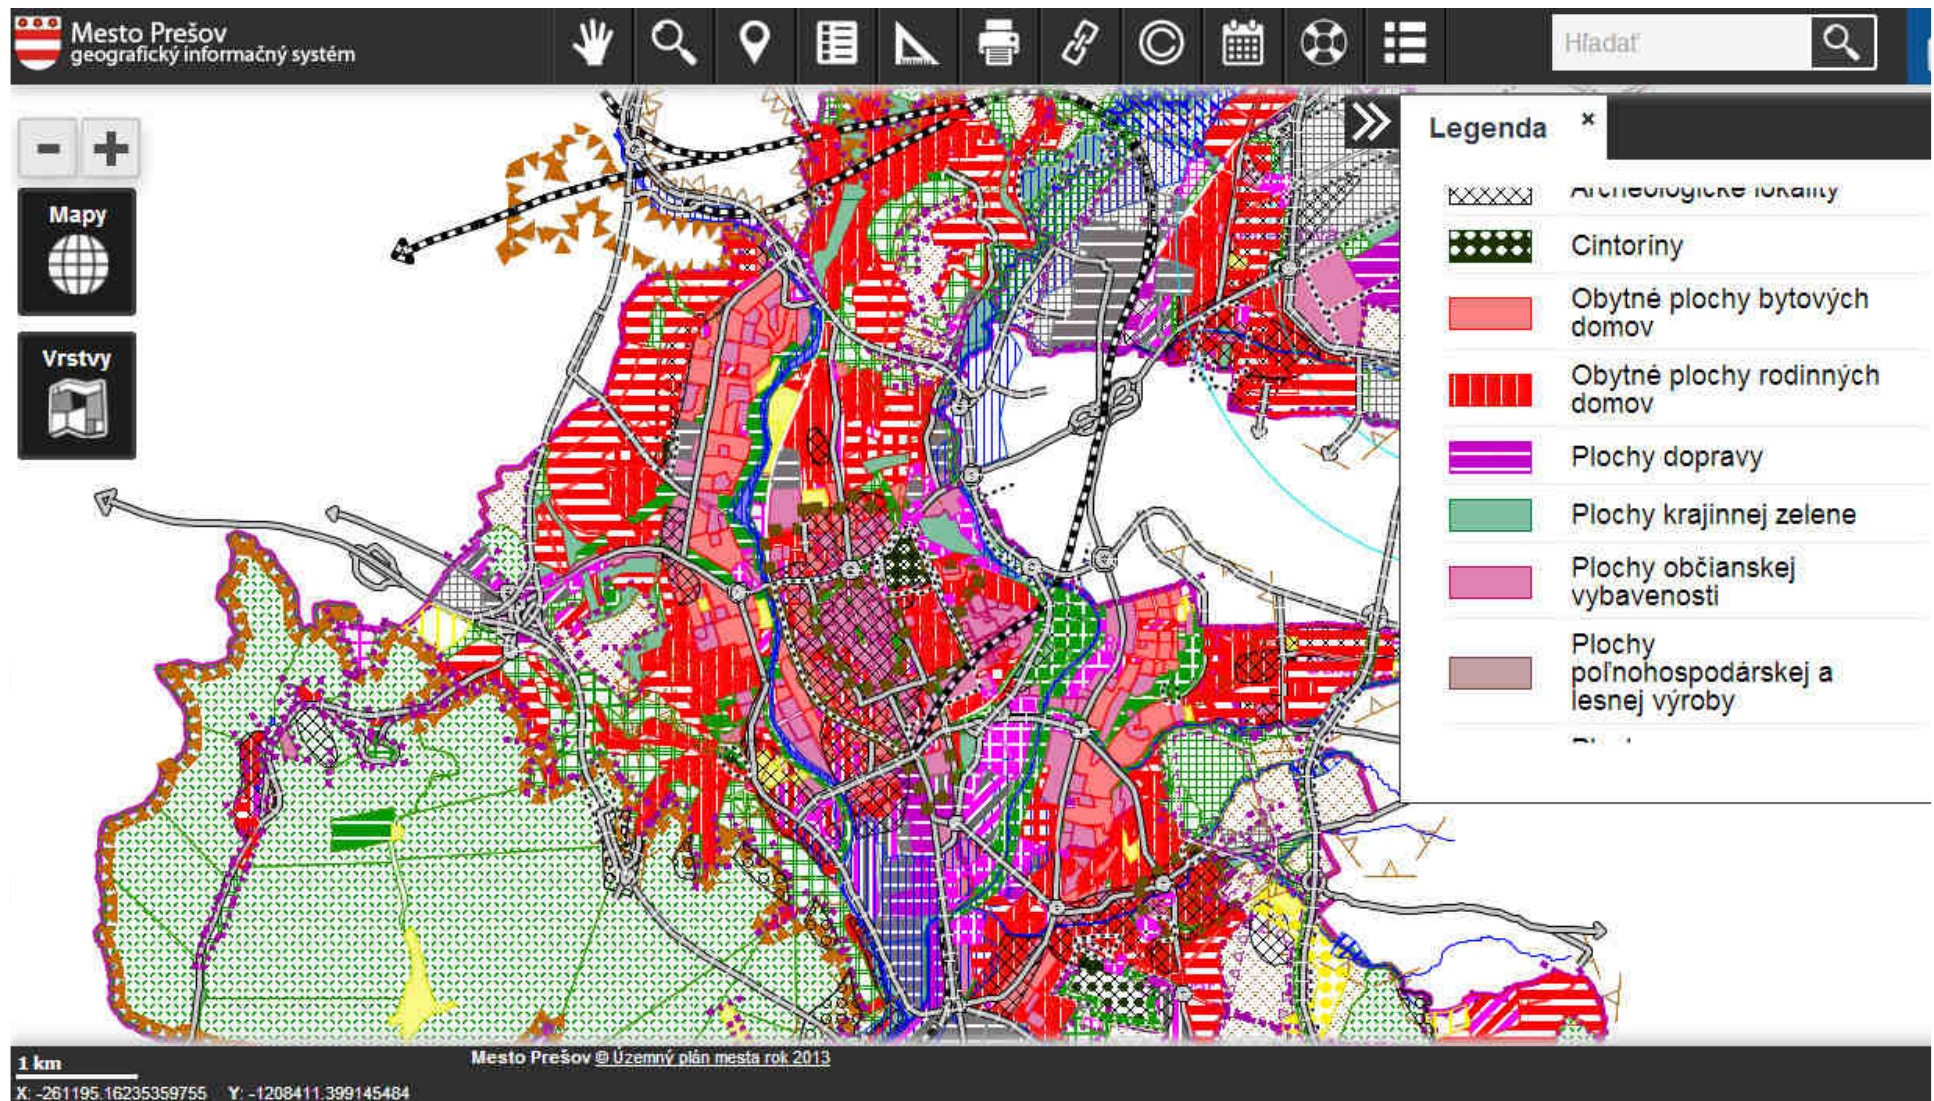 Mesto Prešov
geografický informačný systém
Hľadať
Mapy
Vrstvy
Legenda
Archeologické lokality
Cintoríny
Obytné plochy bytových
domov
Obytné plochy rodinných
domov
Plochy dopravy
Plochy krajinnej zelene
Plochy občianskej
vybavenosti
Plochy
poľnohospodárskej a
lesnej výroby
1 km
Mesto Prešov © Územný plán mesta rok 2013
X: -261195.16235359755 Y: -1208411.399145484